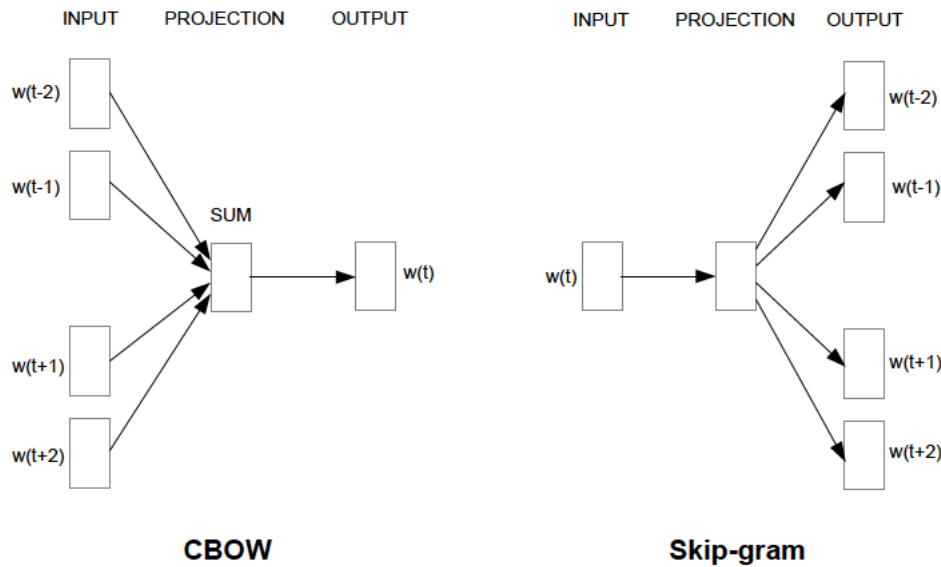 INPUT PROJECTION OUTPUT
w(t-2)
w(t-1)
SUM
w(t)
w(t+1)
w(t+2)
CBOW
INPUT PROJECTION OUTPUT
w(t-2)
w(t-1)
w(t)
w(t+1)
w(t+2)
Skip-gram